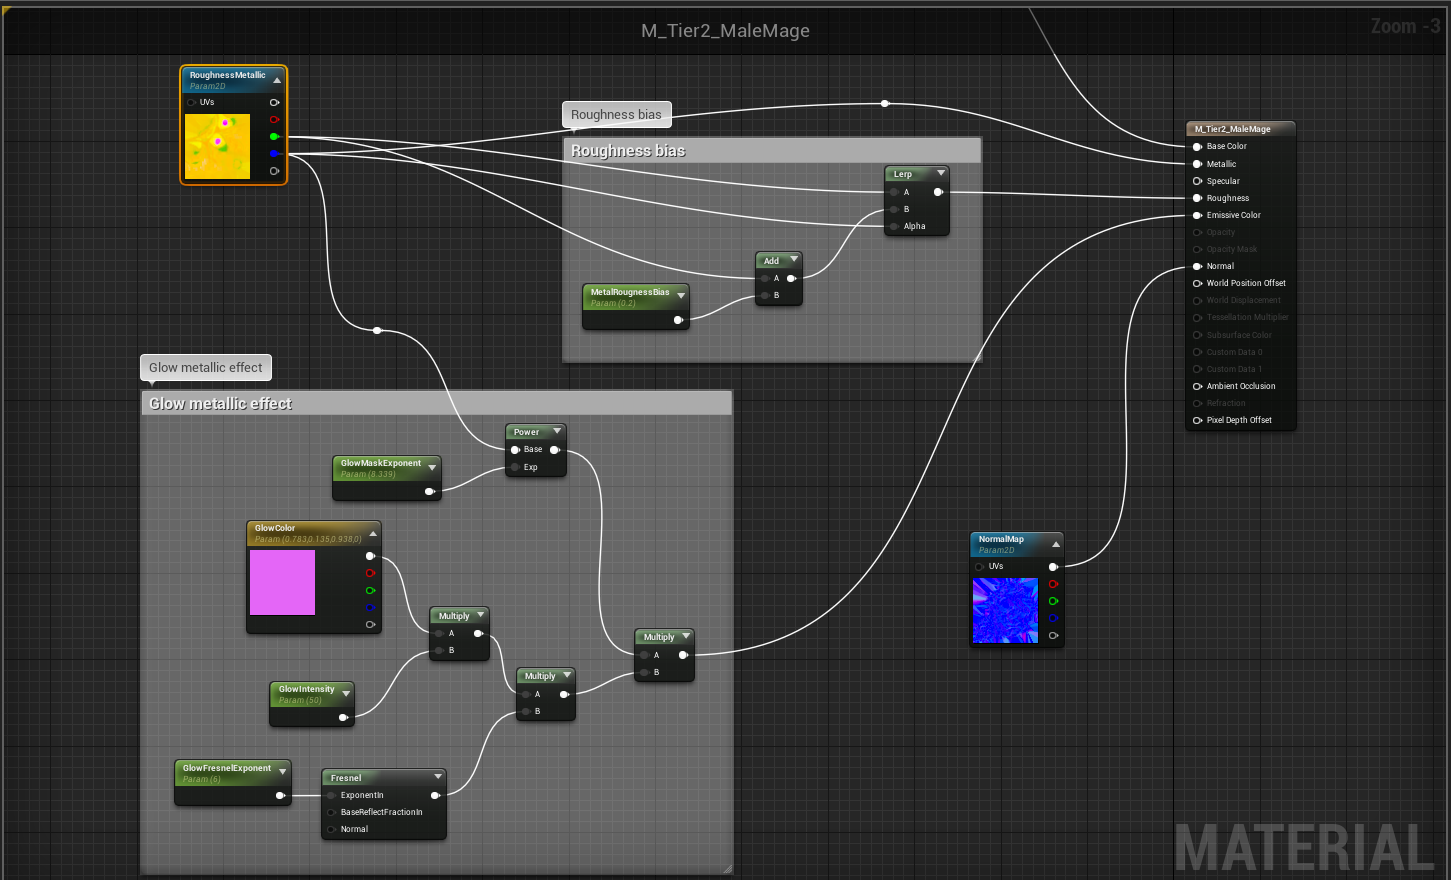 M_Tier2_MaleMage
Zoom -3
RoughnessMetallic
Param2D
UVs
Roughness bias
Roughness bias
Lerp
A
B
Alpha
Add
A
B
MetalRougnessBias
Param (0.2)
M_Tier2_MaleMage
Base Color
Metallic
Specular
Roughness
Emissive Color
Opacity
Opacity Mask
Normal
World Position Offset
World Displacement
Tessellation Multiplier
Subsurface Color
Custom Data 0
Custom Data 1
Ambient Occlusion
Refraction
Pixel Depth Offset
Glow metallic effect
Glow metallic effect
Power
Base
Exp
GlowMaskExponent
Param (8.339)
GlowColor
Param (0.783,0.135,0.938,0)
Multiply
A
B
GlowIntensity
Param (50)
Multiply
A
B
Multiply
A
B
GlowFresnelExponent
Param (6)
Fresnel
ExponentIn
BaseReflectFractionIn
Normal
NormalMap
Param2D
UVs
MATERIAL